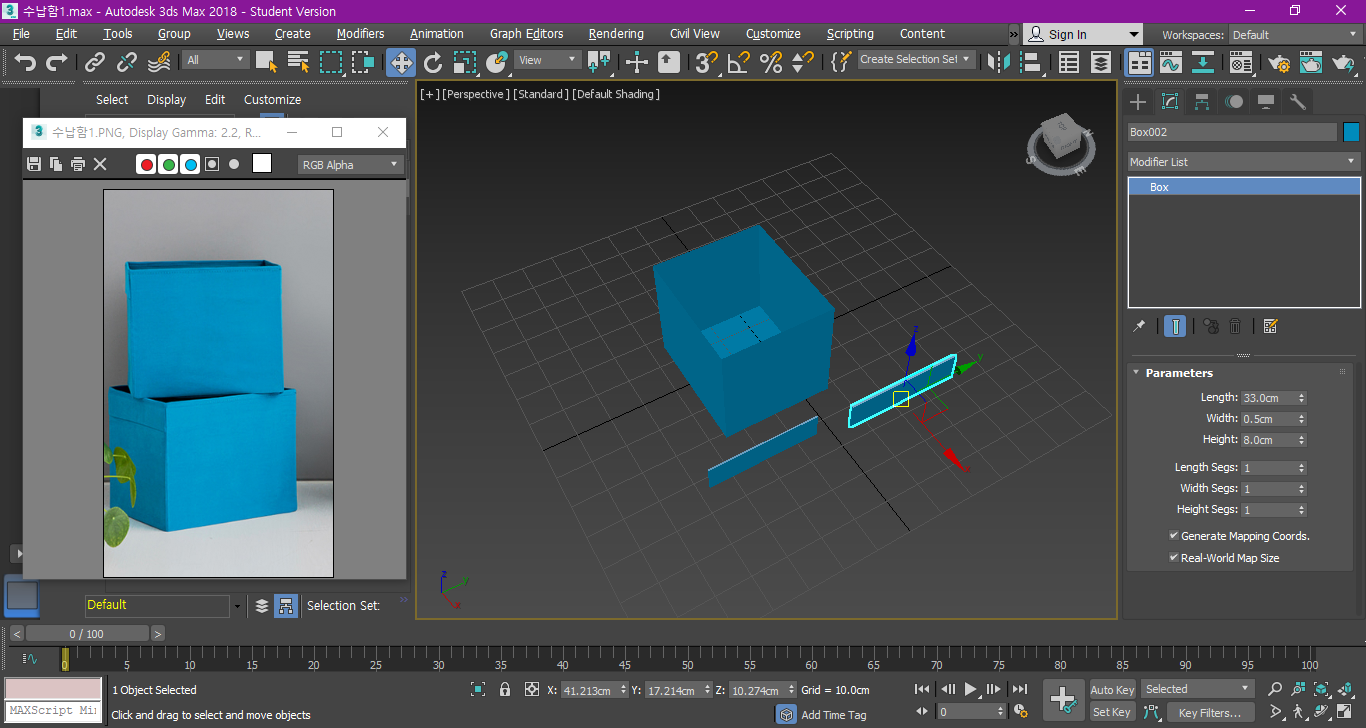 수납함1.max - Autodesk 3ds Max 2018 - Student Version
File Edit Tools Group Views Create Modifiers Animation Graph Editors Rendering Civil View Customize Scripting Content » Sign In Workspaces: Default
All View Create Selection Set
Select Display Edit Customize
[+] [Perspective] [Standard] [Default Shading]
수납함1.PNG, Display Gamma: 2.2, R...
RGB Alpha
Box002
Modifier List
Box
Parameters
Length: 33.0cm
Width: 0.5cm
Height: 8.0cm
Length Segs: 1
Width Segs: 1
Height Segs: 1
Generate Mapping Coords.
Real-World Map Size
z
y
x
z
y
x
Default
Selection Set:
< 0 / 100 >
0 5 10 15 20 25 30 35 40 45 50 55 60 65 70 75 80 85 90 95 100
1 Object Selected
X: 41.213cm Y: 17.214cm Z: 10.274cm Grid = 10.0cm
Auto Key Selected
MAXScript Mi
Click and drag to select and move objects
Add Time Tag
0
Set Key Key Filters...